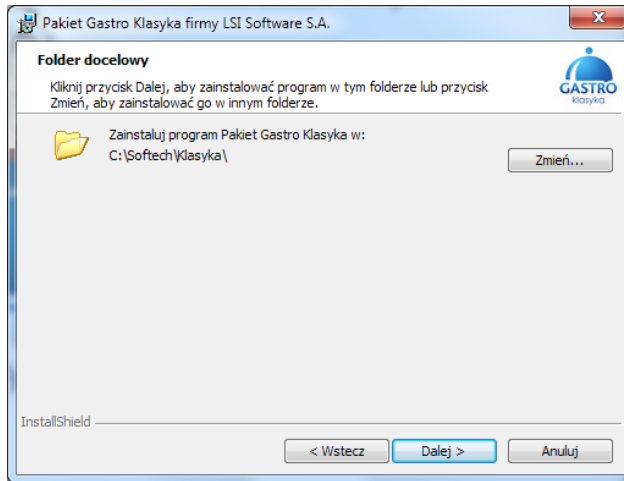 Pakiet Gastro Klasyka firmy LSI Software S.A.
Folder docelowy
Kliknij przycisk Dalej, aby zainstalować program w tym folderze lub przycisk
Zmień, aby zainstalować go w innym folderze.
GASTRO
klasyka
Zainstaluj program Pakiet Gastro Klasyka w:
C:\Softech\Klasyka\
Zmień...
InstallShield
< Wstecz
Dalej >
Anuluj